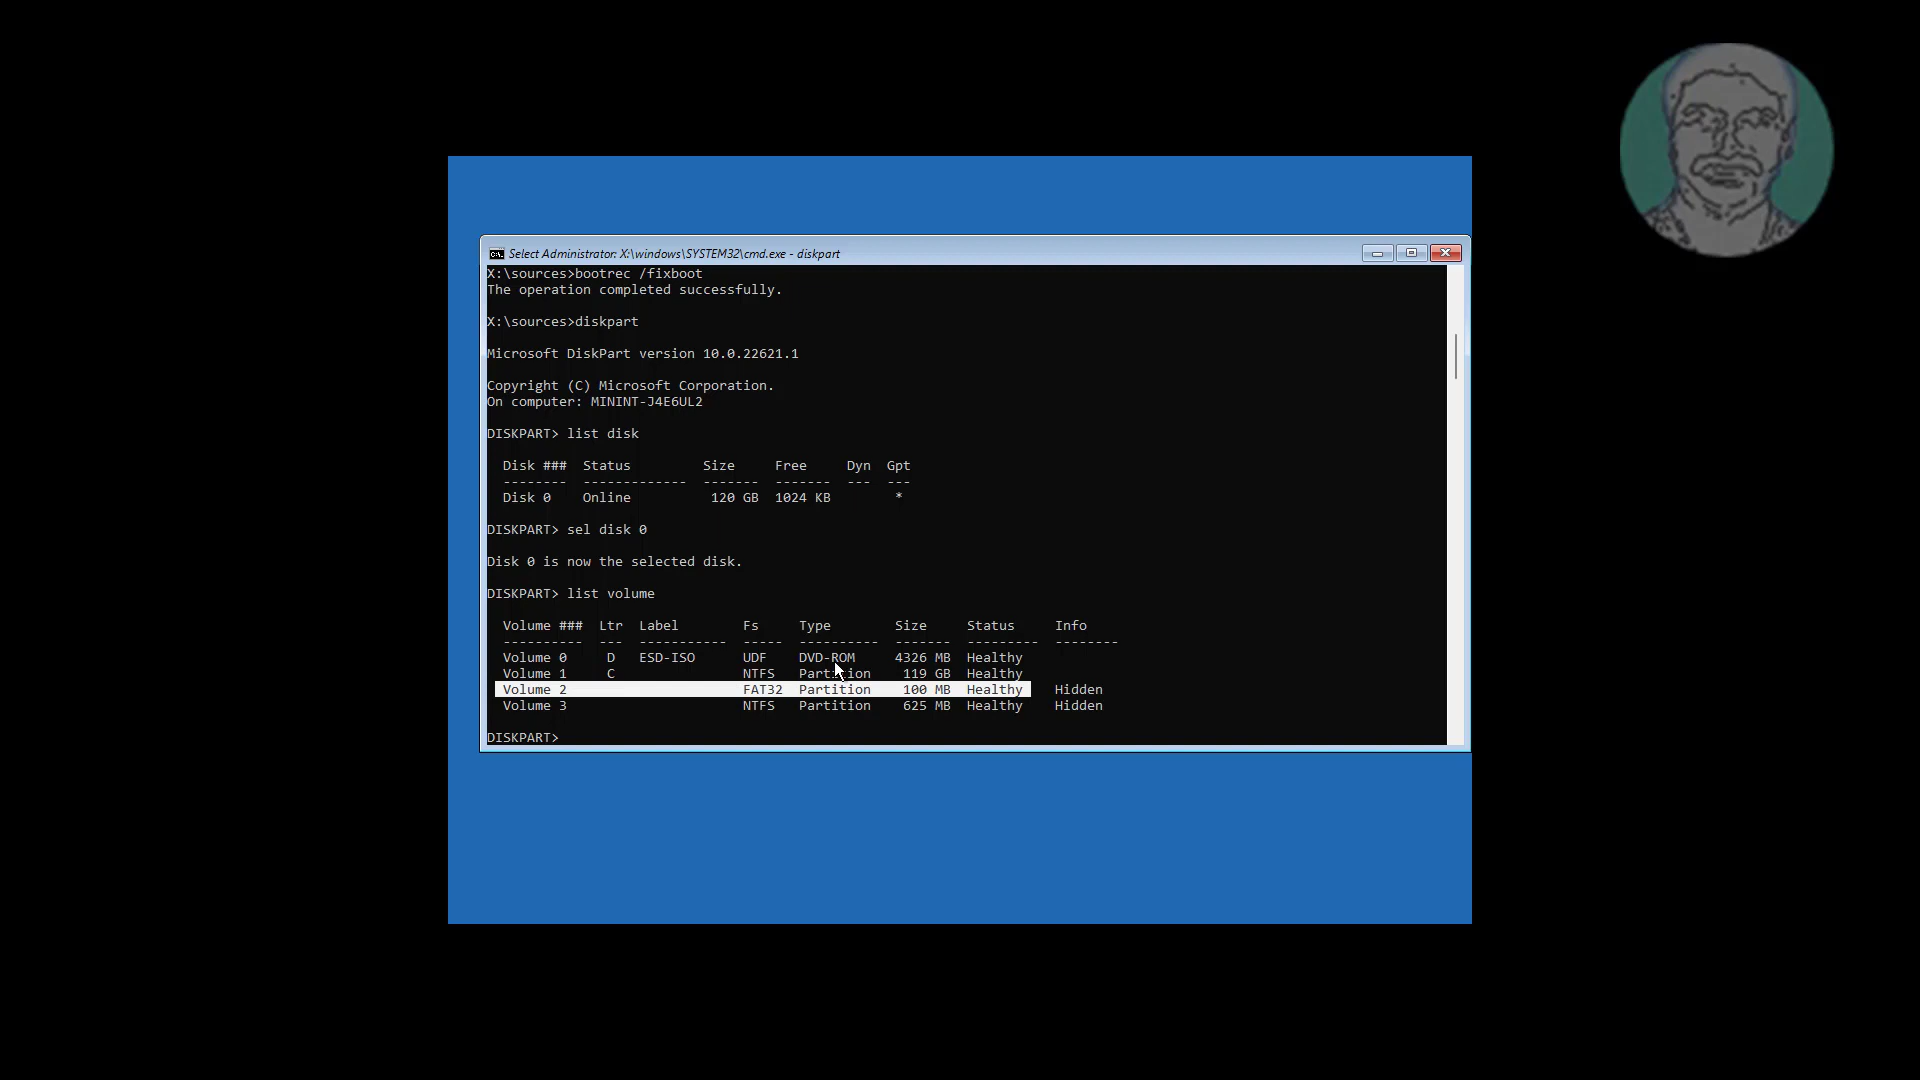 Select Administrator: X:\windows\SYSTEM32\cmd.exe - diskpart
X:\sources>bootrec /fixboot
The operation completed successfully.
X:\sources>diskpart
Microsoft DiskPart version 10.0.22621.1
Copyright (C) Microsoft Corporation.
On computer: MININT-J4E6UL2
DISKPART> list disk
Disk ###  Status         Size     Free     Dyn  Gpt
--------  -------------  -------  -------  ---  ---
Disk 0    Online          120 GB  1024 KB        *
DISKPART> sel disk 0
Disk 0 is now the selected disk.
DISKPART> list volume
Volume ###  Ltr  Label        Fs     Type        Size     Status     Info
----------  ---  -----------  -----  ----------  -------  ---------  --------
Volume 0     D   ESD-ISO      UDF    DVD-ROM     4326 MB  Healthy
Volume 1     C                NTFS   Partition    119 GB  Healthy
Volume 2                      FAT32  Partition    100 MB  Healthy    Hidden
Volume 3                      NTFS   Partition    625 MB  Healthy    Hidden
DISKPART>